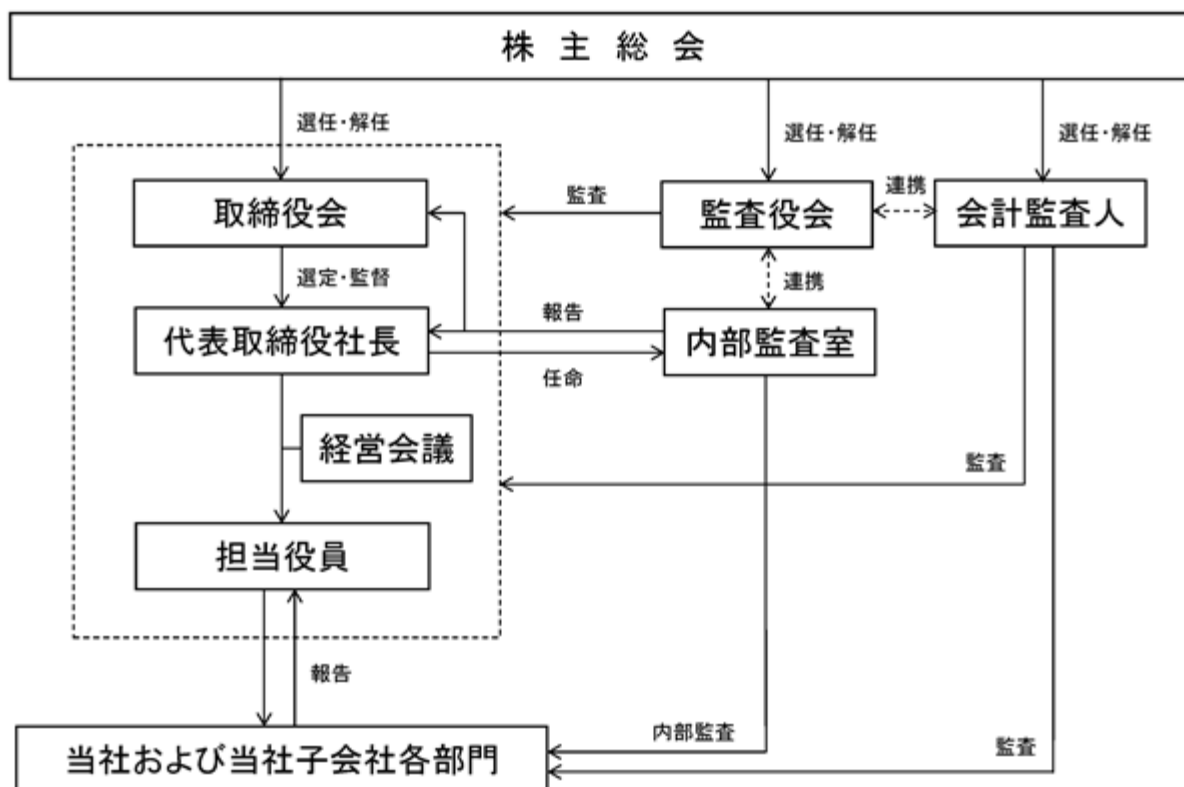 株主総会
選任・解任
選任・解任
選任・解任
取締役会
監査
監査役会
連携
会計監査人
選定・監督
連携
代表取締役社長
報告
内部監査室
任命
経営会議
監査
担当役員
報告
内部監査
監査
当社および当社子会社各部門